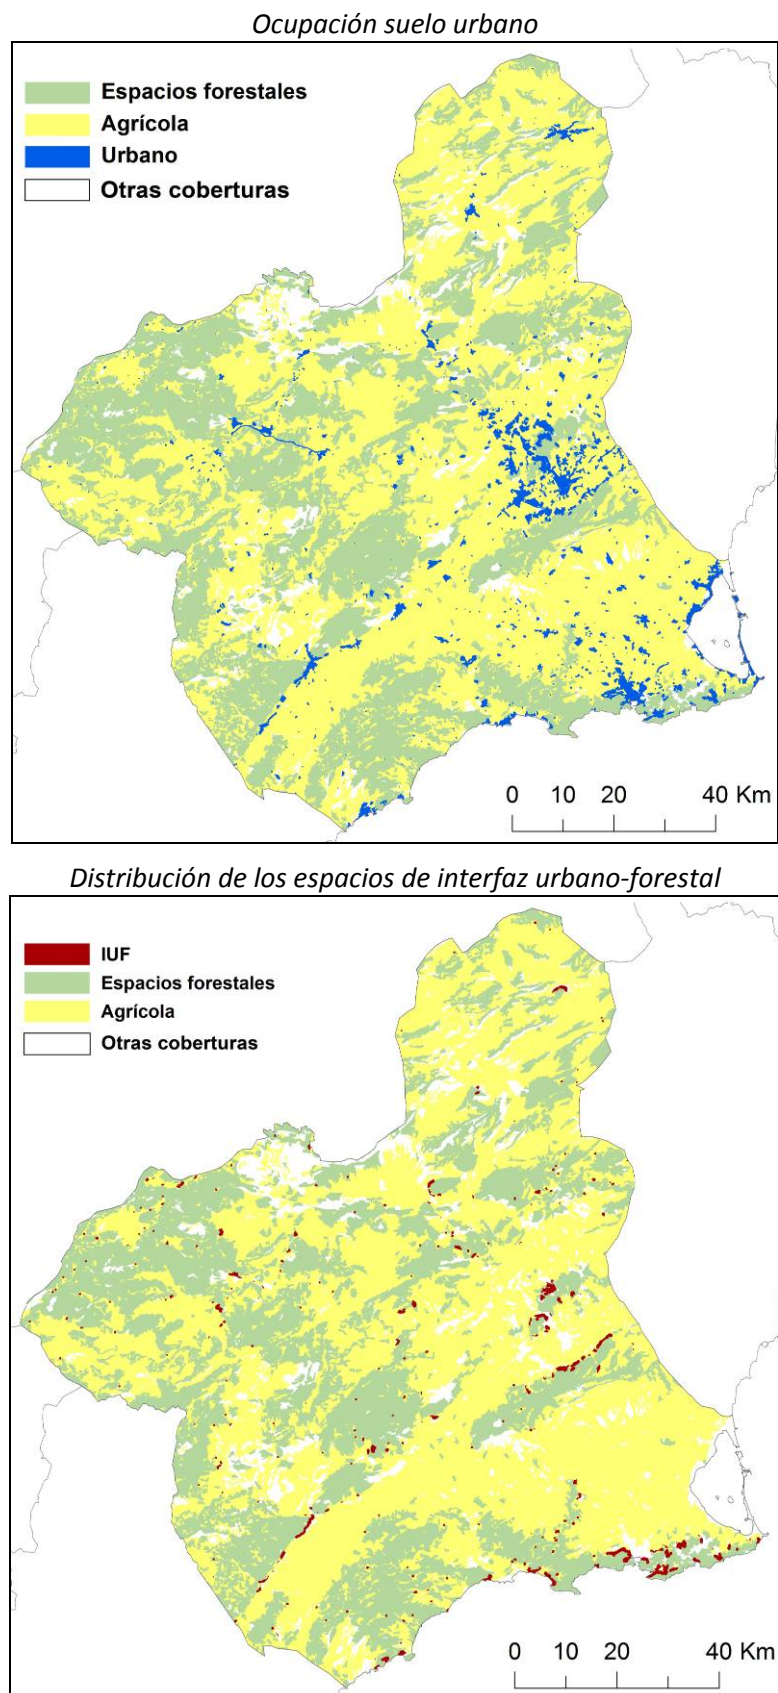 Ocupación suelo urbano
Espacios forestales
Agrícola
Urbano
Otras coberturas
0 10 20 40 Km
Distribución de los espacios de interfaz urbano-forestal
IUF
Espacios forestales
Agrícola
Otras coberturas
0 10 20 40 Km